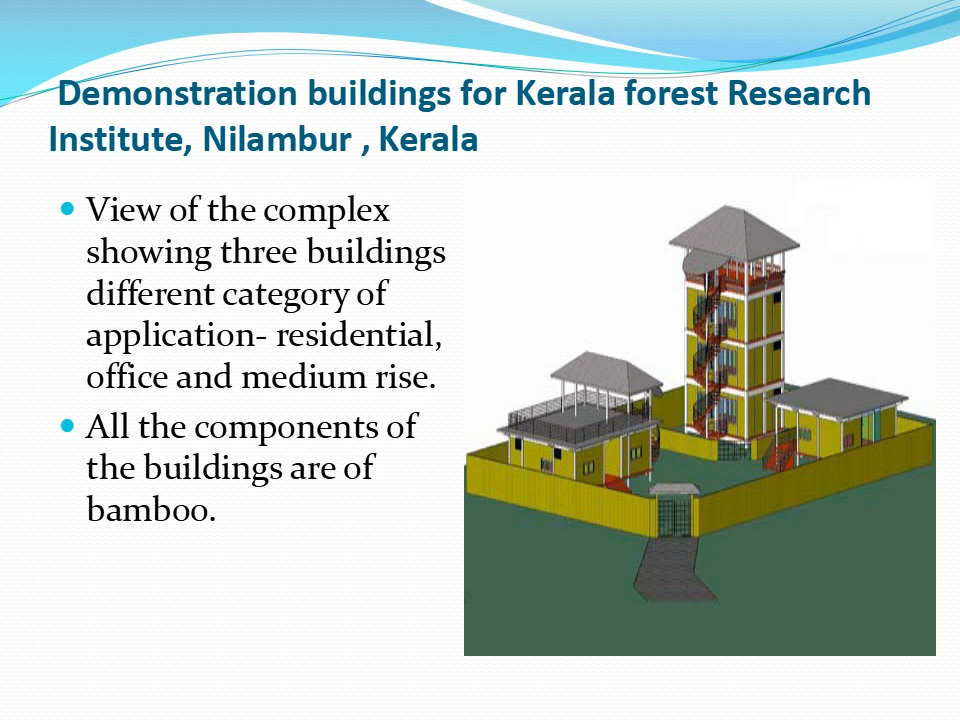 Demonstration buildings for Kerala forest Research
Institute, Nilambur , Kerala
View of the complex
showing three buildings
different category of
application- residential,
office and medium rise.
All the components of
the buildings are of
bamboo.